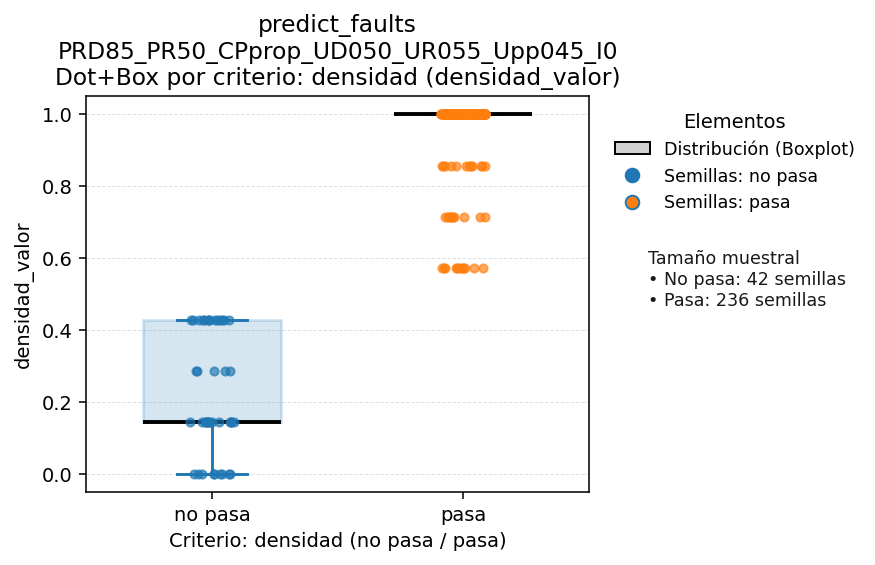 predict_faults
PRD85_PR50_CPprop_UD050_UR055_Upp045_I0
Dot+Box por criterio: densidad (densidad_valor)
1.0
0.8
0.6
0.4
0.2
0.0
densidad_valor
no pasa
pasa
Criterio: densidad (no pasa / pasa)
Elementos
Distribución (Boxplot)
Semillas: no pasa
Semillas: pasa
Tamaño muestral
• No pasa: 42 semillas
• Pasa: 236 semillas